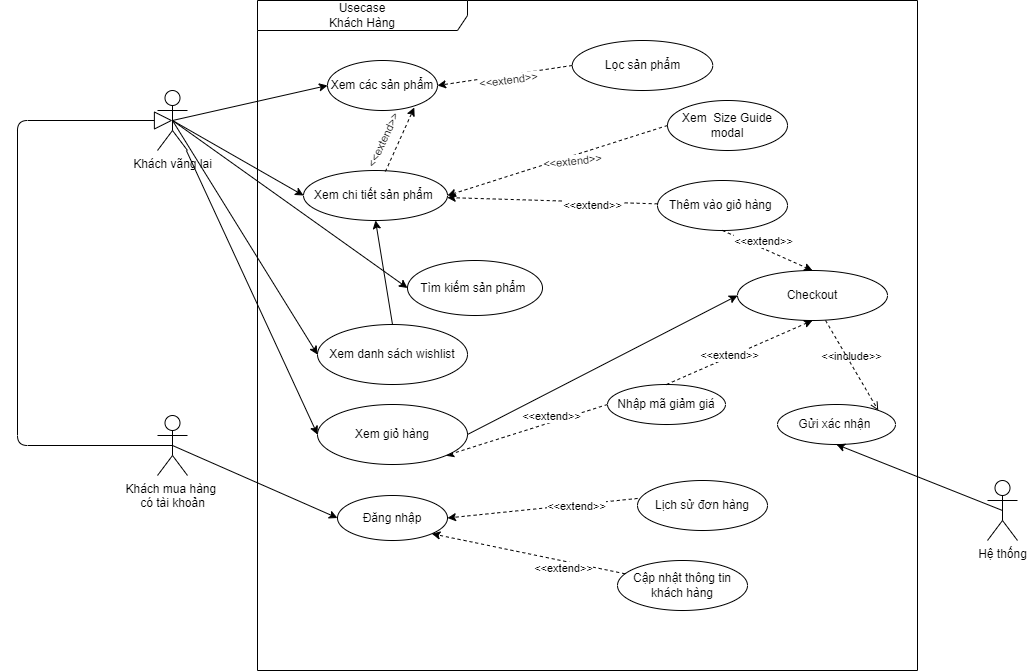 Usecase
Khách Hàng
Xem các sản phẩm
<<extend>>
Lọc sản phẩm
<<extend>>
Xem Size Guide
modal
Khách vãng lai
<<extend>>
Xem chi tiết sản phẩm
<<extend>>
Thêm vào giỏ hàng
<<extend>>
Tìm kiếm sản phẩm
Checkout
Xem danh sách wishlist
<<extend>>
<<include>>
Nhập mã giảm giá
<<extend>>
Xem giỏ hàng
Gửi xác nhận
Khách mua hàng
có tài khoản
Đăng nhập
<<extend>>
Lịch sử đơn hàng
Hệ thống
<<extend>>
Cập nhật thông tin
khách hàng